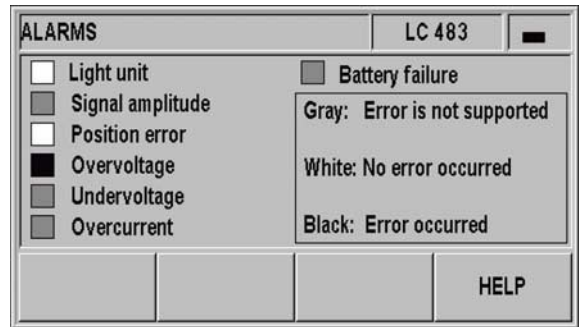 ALARMS LC 483
Light unit
Signal amplitude
Position error
Overvoltage
Undervoltage
Overcurrent
Battery failure
Gray: Error is not supported
White: No error occurred
Black: Error occurred
HELP